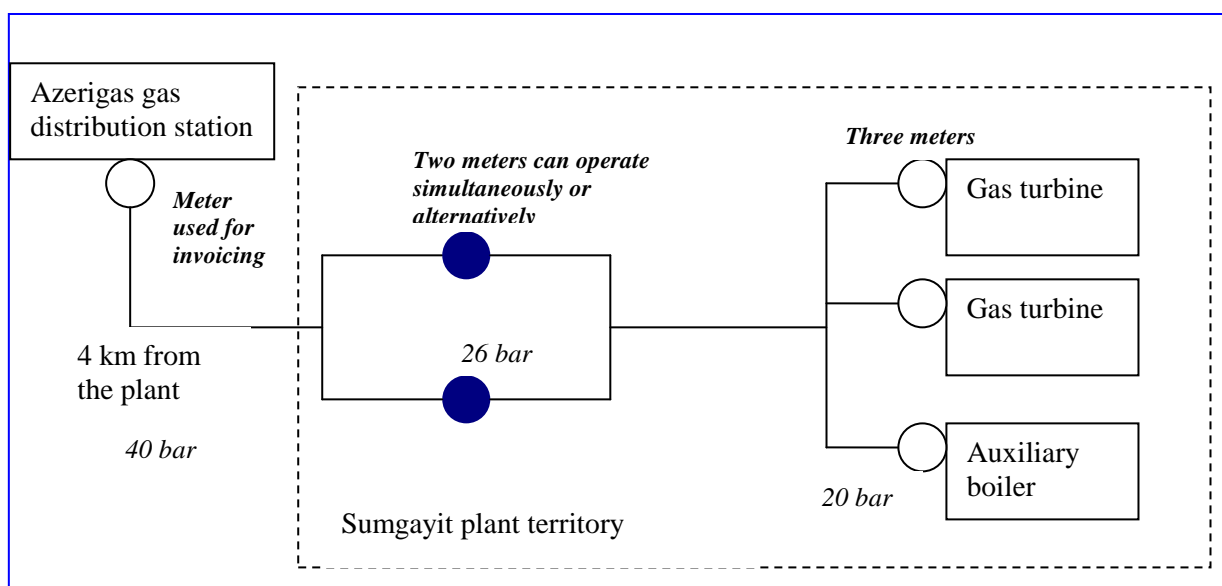 Azerigas gas
distribution station
Meter
used for
invoicing
4 km from
the plant
40 bar
Two meters can operate
simultaneously or
alternatively
26 bar
Sumgayit plant territory
Three meters
Gas turbine
Gas turbine
Auxiliary
boiler
20 bar